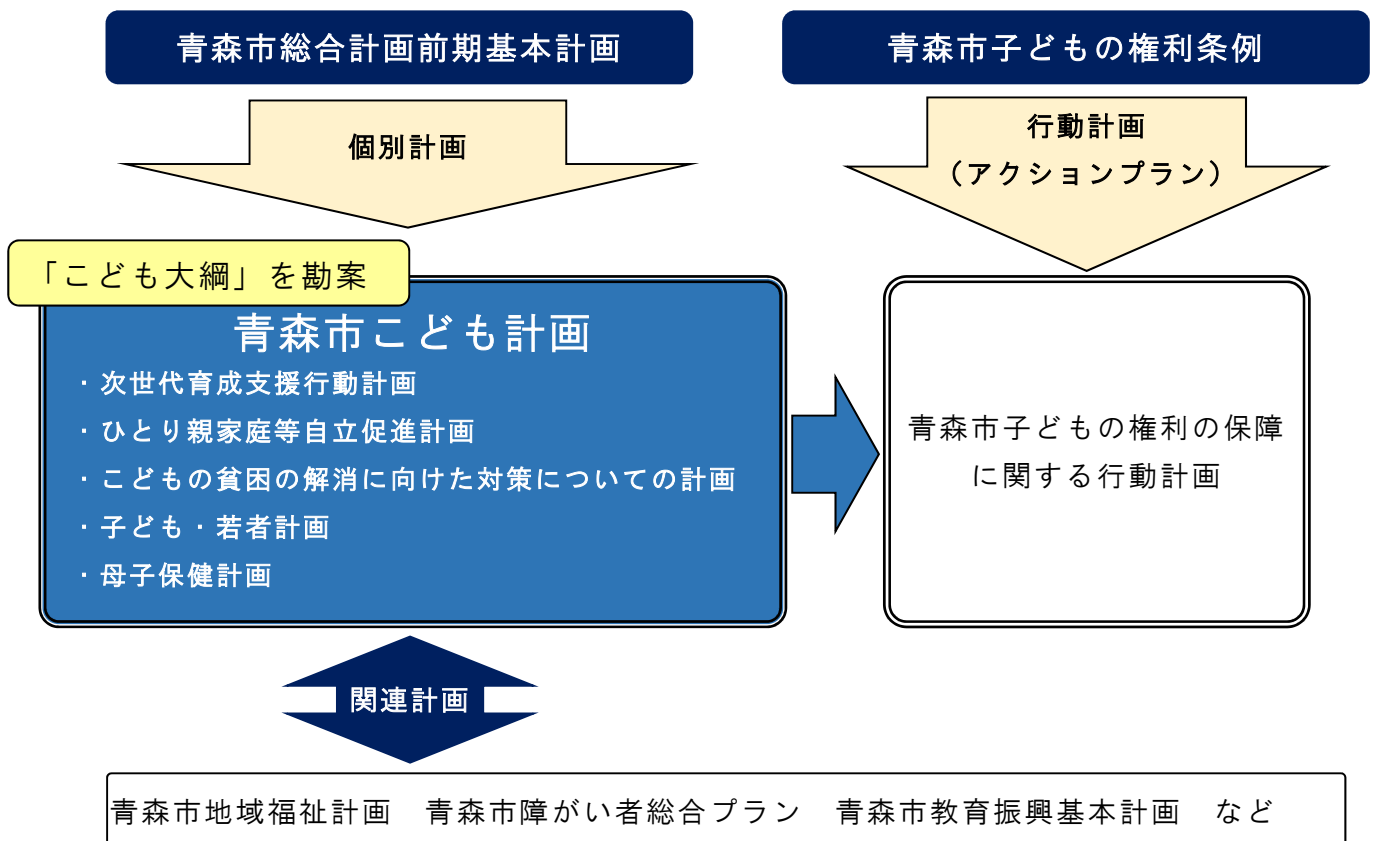 青森市総合計画前期基本計画
青森市子どもの権利条例
個別計画
行動計画
（アクションプラン）
「こども大綱」を勘案
青森市こども計画
・次世代育成支援行動計画
・ひとり親家庭等自立促進計画
・こどもの貧困の解消に向けた対策についての計画
・子ども・若者計画
・母子保健計画
青森市子どもの権利の保障
に関する行動計画
関連計画
青森市地域福祉計画　青森市障がい者総合プラン　青森市教育振興基本計画　など